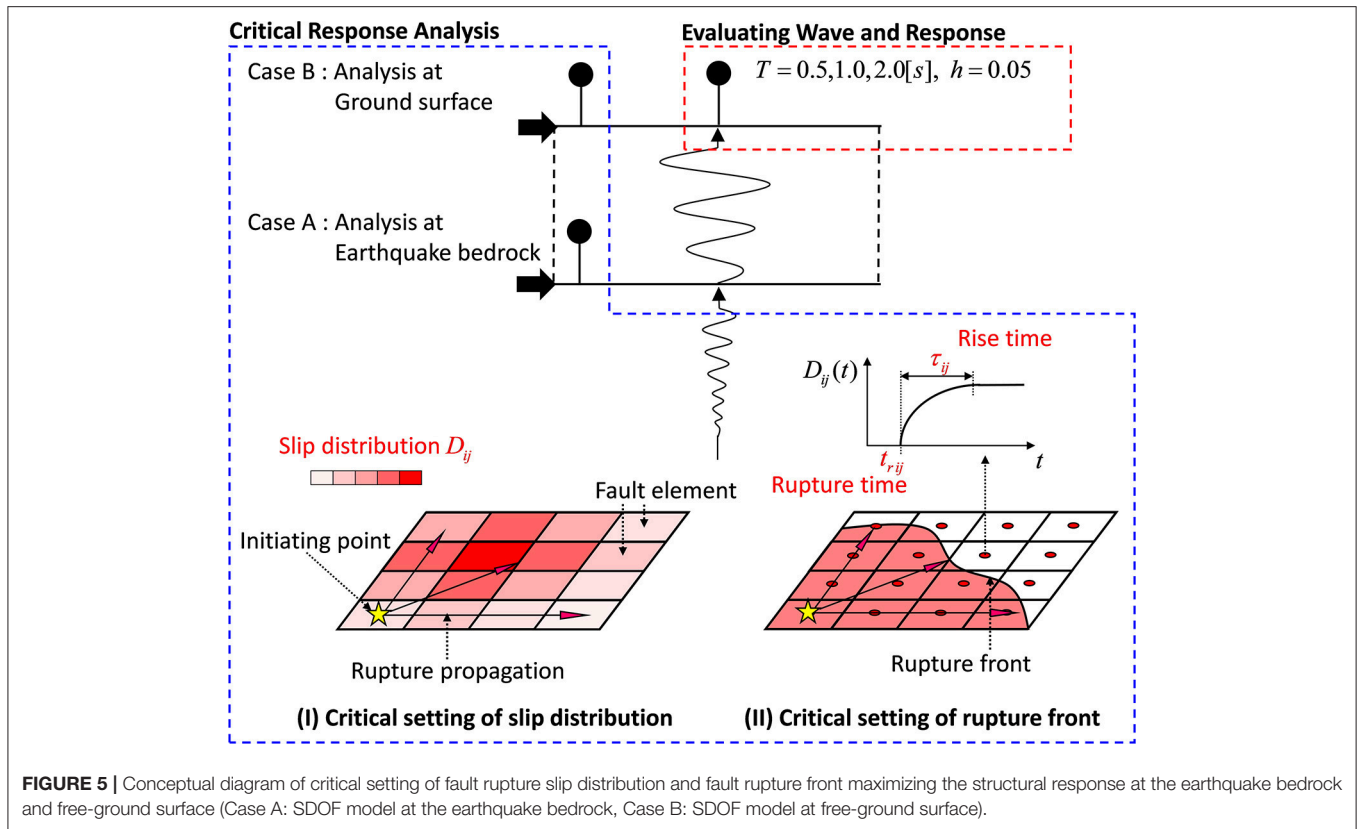 Critical Response Analysis
Evaluating Wave and Response
Case B : Analysis at
Ground surface
T = 0.5,1.0, 2.0[s], h = 0.05
Case A : Analysis at
Earthquake bedrock
Rise time
τij
Dij(t)
t
trij
Rupture time
Slip distribution Dij
Fault element
Initiating point
Rupture propagation
Rupture front
(I) Critical setting of slip distribution
(II) Critical setting of rupture front
FIGURE 5 | Conceptual diagram of critical setting of fault rupture slip distribution and fault rupture front maximizing the structural response at the earthquake bedrock
and free-ground surface (Case A: SDOF model at the earthquake bedrock, Case B: SDOF model at free-ground surface).